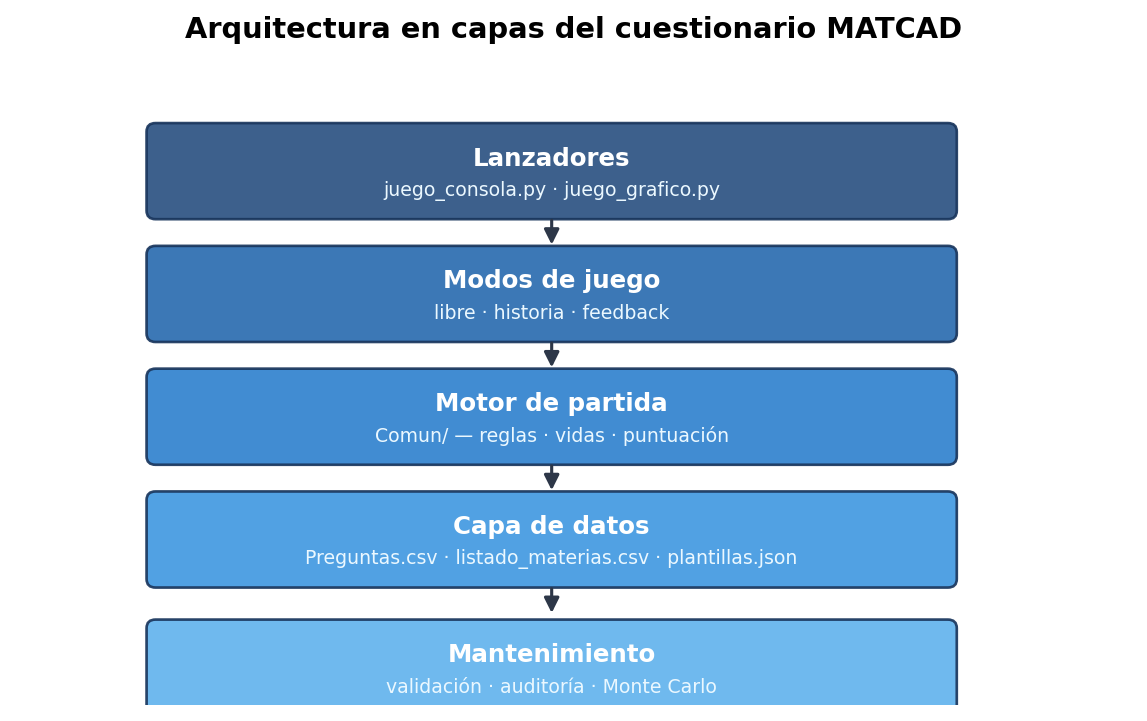 Arquitectura en capas del cuestionario MATCAD
Lanzadores
juego_consola.py · juego_grafico.py
Modos de juego
libre · historia · feedback
Motor de partida
Comun/ — reglas · vidas · puntuación
Capa de datos
Preguntas.csv · listado_materias.csv · plantillas.json
Mantenimiento
validación · auditoría · Monte Carlo